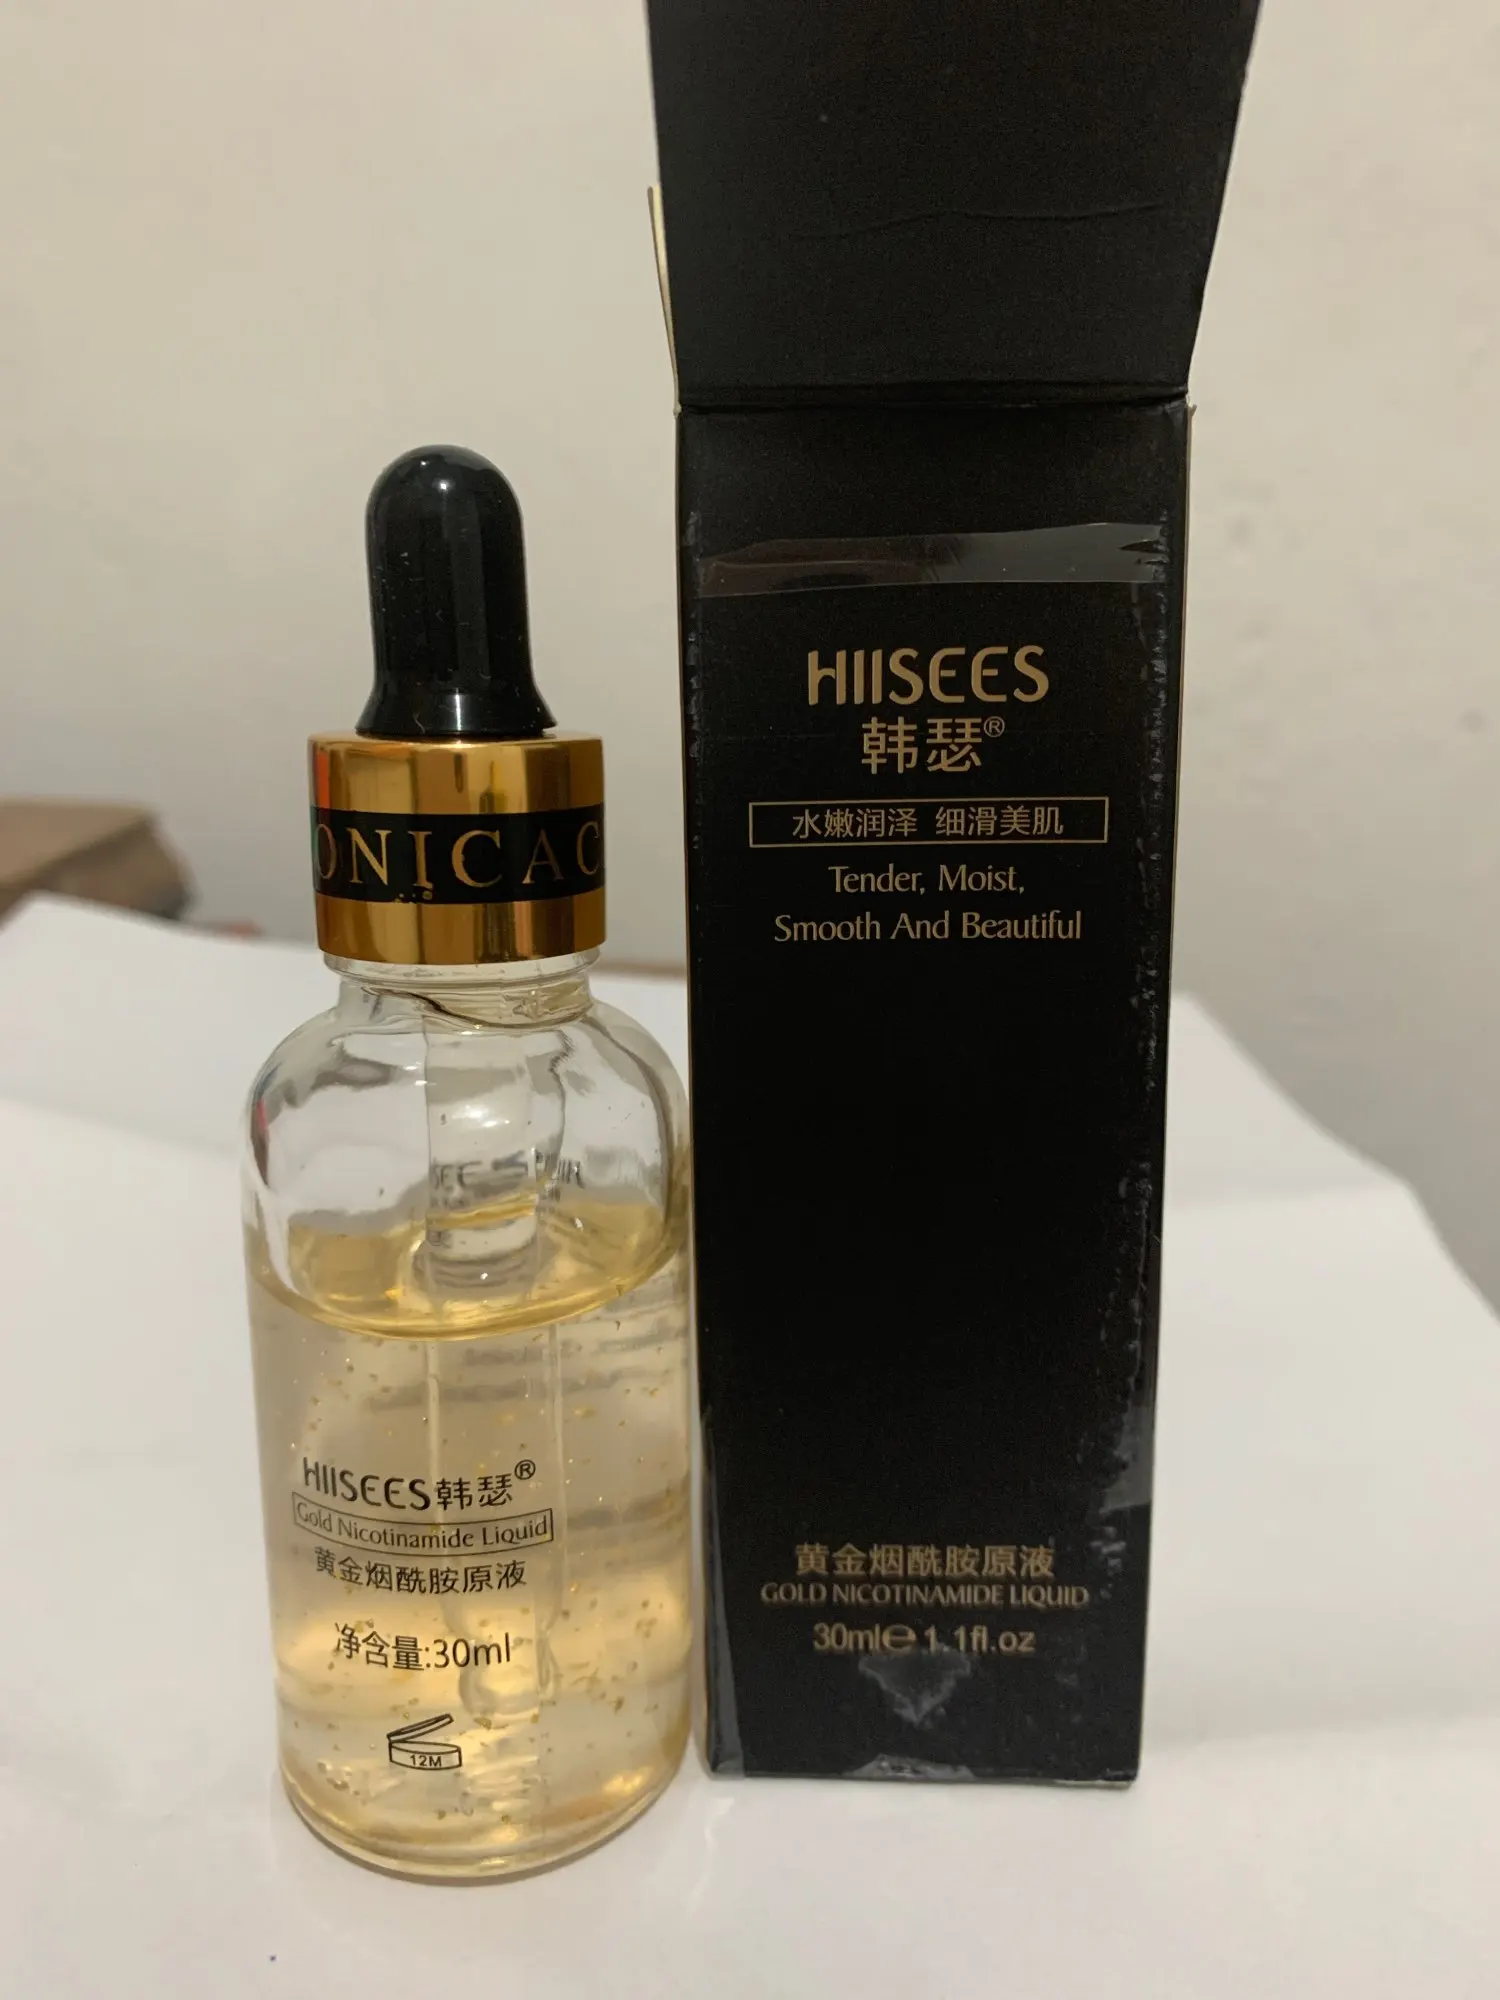 ONICAC
HIISEES韩瑟®
Gold Nicotinamide Liquid
黄金烟酰胺原液
净含量:30ml
12M
HIISEES
韩瑟®
水嫩润泽 细滑美肌
Tender, Moist,
Smooth And Beautiful
黄金烟酰胺原液
GOLD NICOTINAMIDE LIQUID
30ml℮ 1.1fl.oz